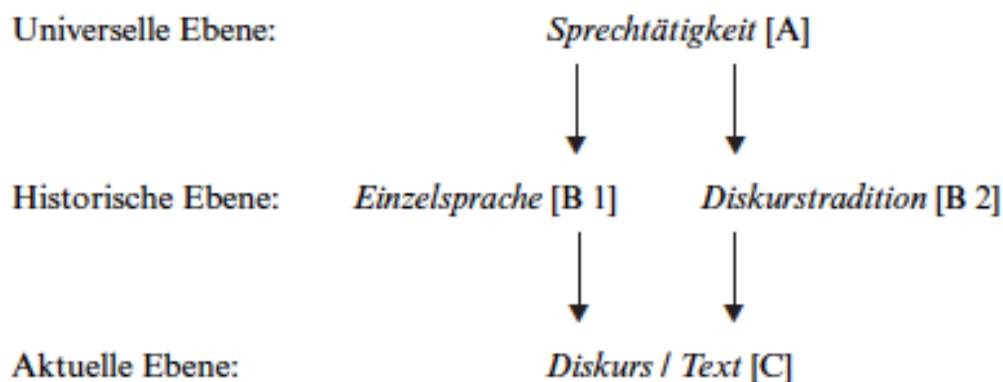 Universelle Ebene: Sprechtätigkeit [A]
Historische Ebene: Einzelsprache [B 1] Diskurstradition [B 2]
Aktuelle Ebene: Diskurs / Text [C]